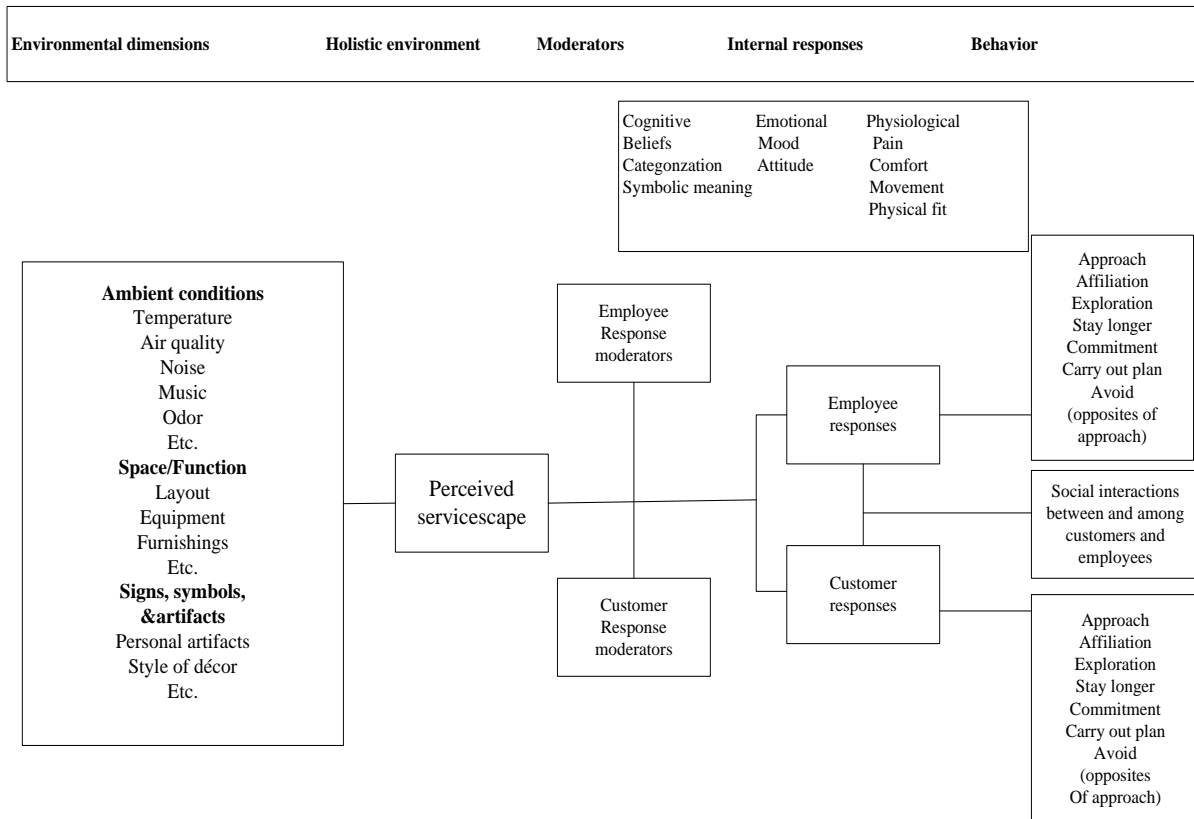 Environmental dimensions Holistic environment Moderators Internal responses Behavior
Cognitive Emotional Physiological
Beliefs Mood Pain
Categonzation Attitude Comfort
Symbolic meaning Movement
Physical fit
Ambient conditions
Temperature
Air quality
Noise
Music
Odor
Etc.
Space/Function
Layout
Equipment
Furnishings
Etc.
Signs, symbols,
&artifacts
Personal artifacts
Style of décor
Etc.
Perceived
servicescape
Employee
Response
moderators
Customer
Response
moderators
Employee
responses
Customer
responses
Approach
Affiliation
Exploration
Stay longer
Commitment
Carry out plan
Avoid
(opposites of
approach)
Social interactions
between and among
customers and
employees
Approach
Affiliation
Exploration
Stay longer
Commitment
Carry out plan
Avoid
(opposites
Of approach)